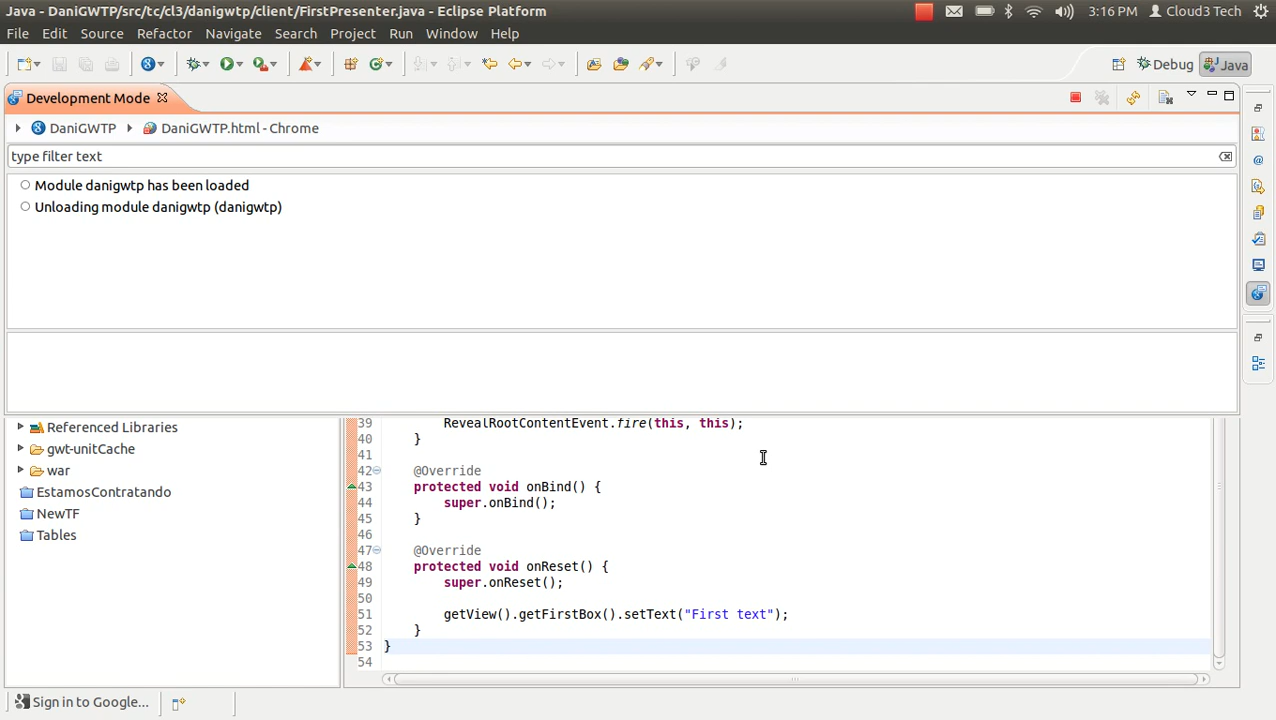 Java - DaniGWTP/src/tc/cl3/danigwtp/client/FirstPresenter.java - Eclipse Platform
3:16 PM Cloud3 Tech
File Edit Source Refactor Navigate Search Project Run Window Help
Debug Java
Development Mode
DaniGWTP DaniGWTP.html - Chrome
type filter text
Module danigwtp has been loaded
Unloading module danigwtp (danigwtp)
Referenced Libraries
gwt-unitCache
war
EstamosContratando
NewTF
Tables
39 RevealRootContentEvent.fire(this, this);
40 }
41
42 @Override
43 protected void onBind() {
44 super.onBind();
45 }
46
47 @Override
48 protected void onReset() {
49 super.onReset();
50
51 getView().getFirstBox().setText("First text");
52 }
53 }
54
Sign in to Google...